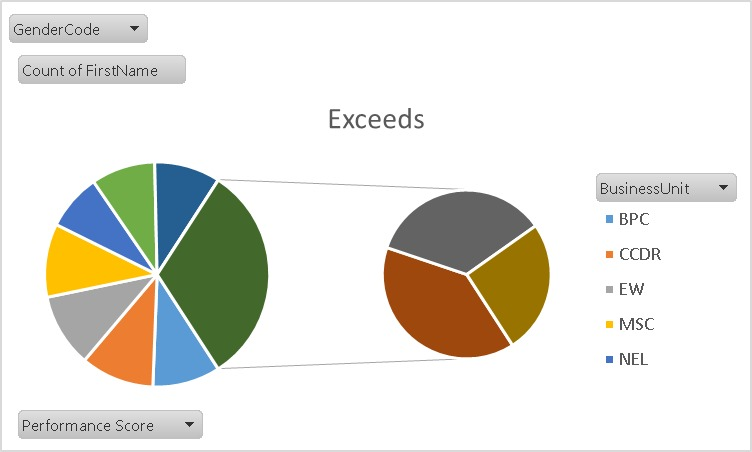 GenderCode
Count of FirstName
Exceeds
BusinessUnit
BPC
CCDR
EW
MSC
NEL
Performance Score